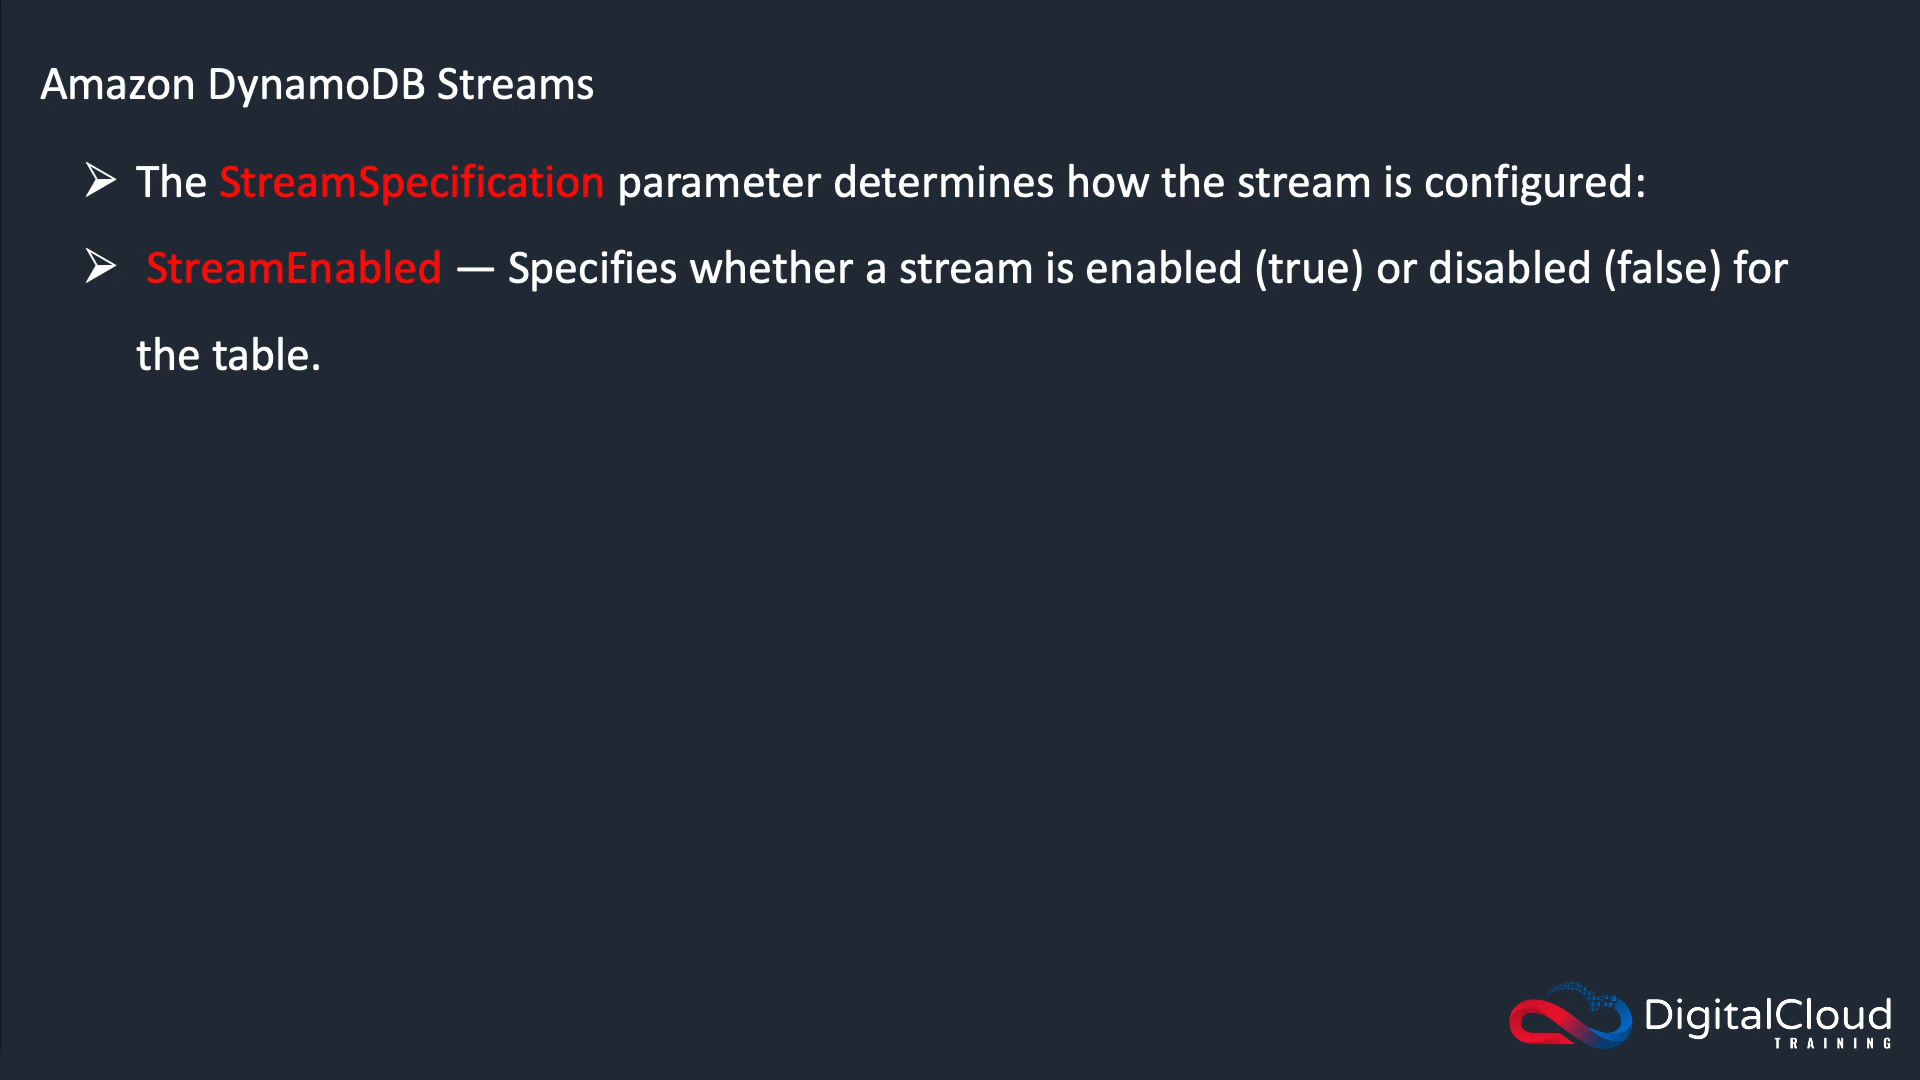 Amazon DynamoDB Streams
➢ The StreamSpecification parameter determines how the stream is configured:
➢ StreamEnabled — Specifies whether a stream is enabled (true) or disabled (false) for
the table.
DigitalCloud
TRAINING